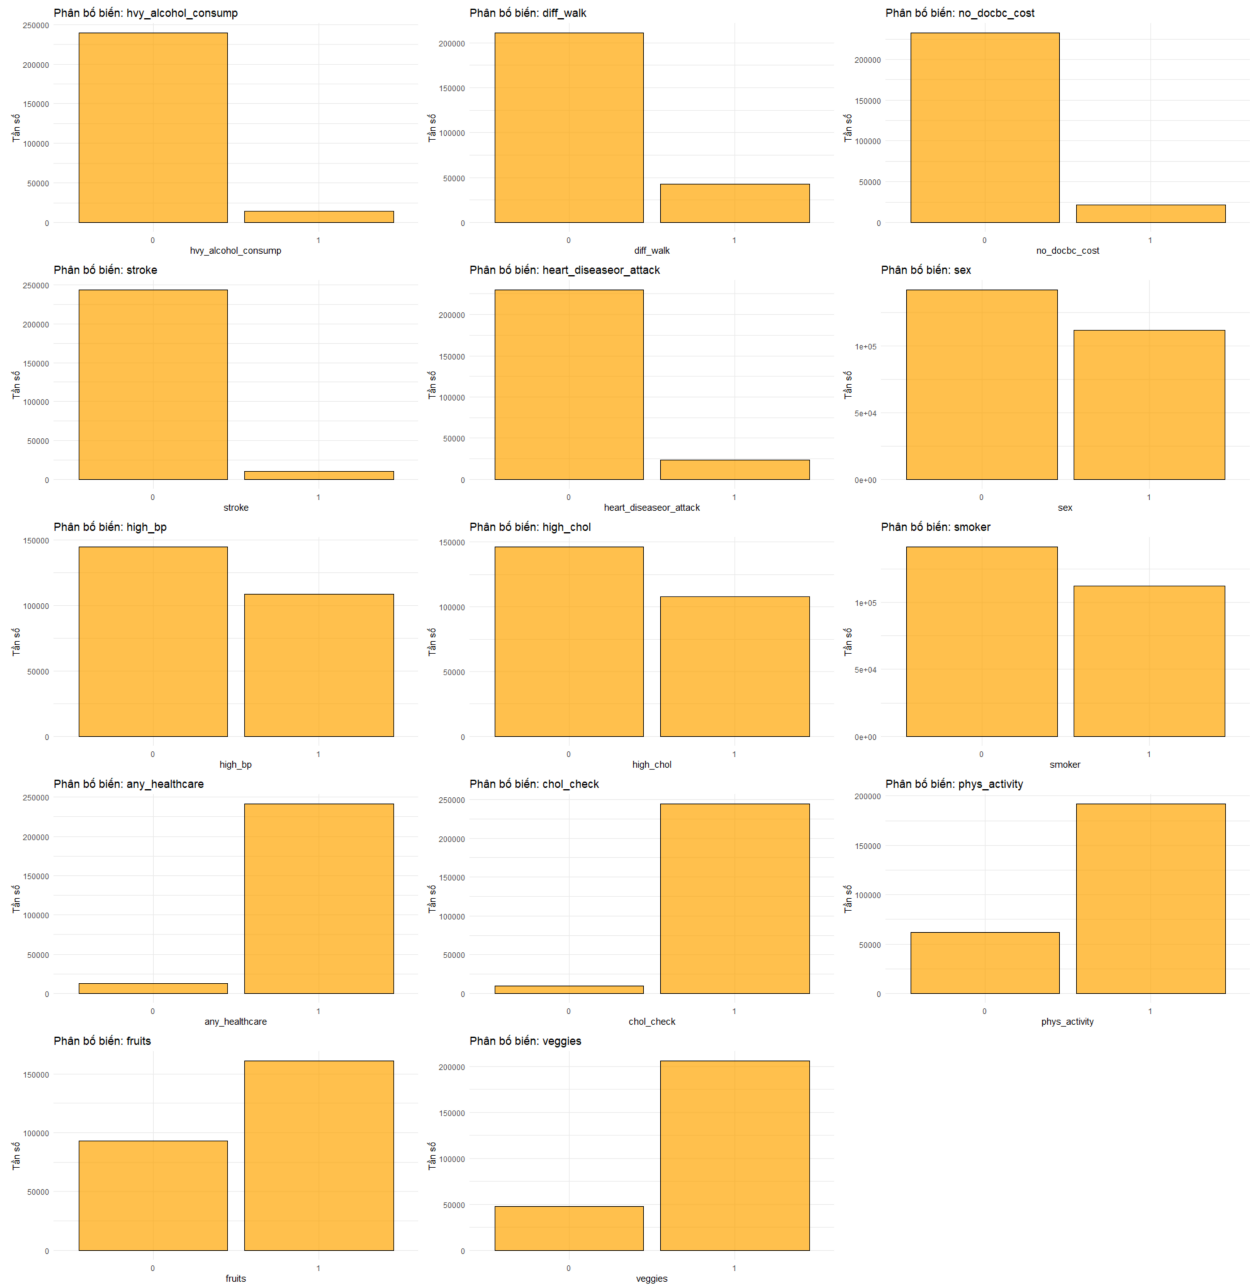 Phân bố biến: hvy_alcohol_consump
250000
200000
150000
100000
50000
0
Tần số
0 1
hvy_alcohol_consump
Phân bố biến: diff_walk
200000
150000
100000
50000
0
Tần số
0 1
diff_walk
Phân bố biến: no_docbc_cost
200000
150000
100000
50000
0
Tần số
0 1
no_docbc_cost
Phân bố biến: stroke
250000
200000
150000
100000
50000
0
Tần số
0 1
stroke
Phân bố biến: heart_diseaseor_attack
200000
150000
100000
50000
0
Tần số
0 1
heart_diseaseor_attack
Phân bố biến: sex
1e+05
5e+04
0e+00
Tần số
0 1
sex
Phân bố biến: high_bp
150000
100000
50000
0
Tần số
0 1
high_bp
Phân bố biến: high_chol
150000
100000
50000
0
Tần số
0 1
high_chol
Phân bố biến: smoker
1e+05
5e+04
0e+00
Tần số
0 1
smoker
Phân bố biến: any_healthcare
250000
200000
150000
100000
50000
0
Tần số
0 1
any_healthcare
Phân bố biến: chol_check
250000
200000
150000
100000
50000
0
Tần số
0 1
chol_check
Phân bố biến: phys_activity
200000
150000
100000
50000
0
Tần số
0 1
phys_activity
Phân bố biến: fruits
150000
100000
50000
0
Tần số
0 1
fruits
Phân bố biến: veggies
200000
150000
100000
50000
0
Tần số
0 1
veggies